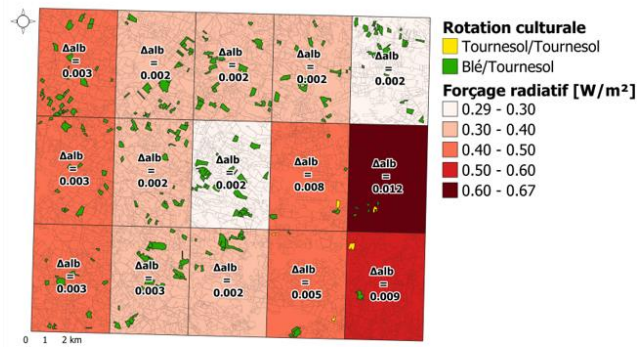 Δalb
=
0.003
Δalb
=
0.002
Δalb
=
0.002
Δalb
=
0.002
Δalb
=
0.002
Δalb
=
0.003
Δalb
=
0.002
Δalb
=
0.002
Δalb
=
0.008
Δalb
=
0.012
Δalb
=
0.003
Δalb
=
0.003
Δalb
=
0.002
Δalb
=
0.005
Δalb
=
0.009
0 1 2 km
Rotation culturale
Tournesol/Tournesol
Blé/Tournesol
Forçage radiatif [W/m²]
0.29 - 0.30
0.30 - 0.40
0.40 - 0.50
0.50 - 0.60
0.60 - 0.67